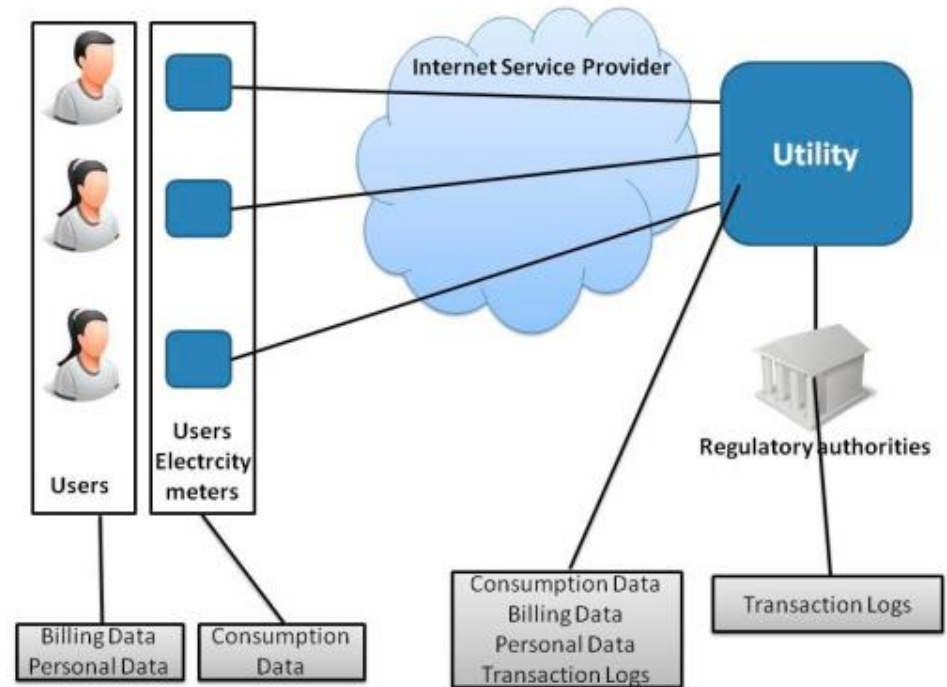 Internet Service Provider
Utility
Regulatory authorities
Users
Electrcity
meters
Users
Billing Data
Personal Data
Consumption
Data
Consumption Data
Billing Data
Personal Data
Transaction Logs
Transaction Logs